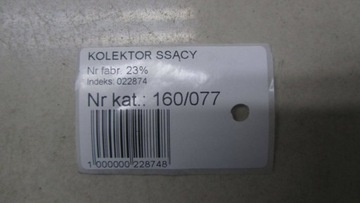 KOLEKTOR SSĄCY
Nr fabr. 23%
Indeks: 022874
Nr kat.: 160/077
1 000000 228748